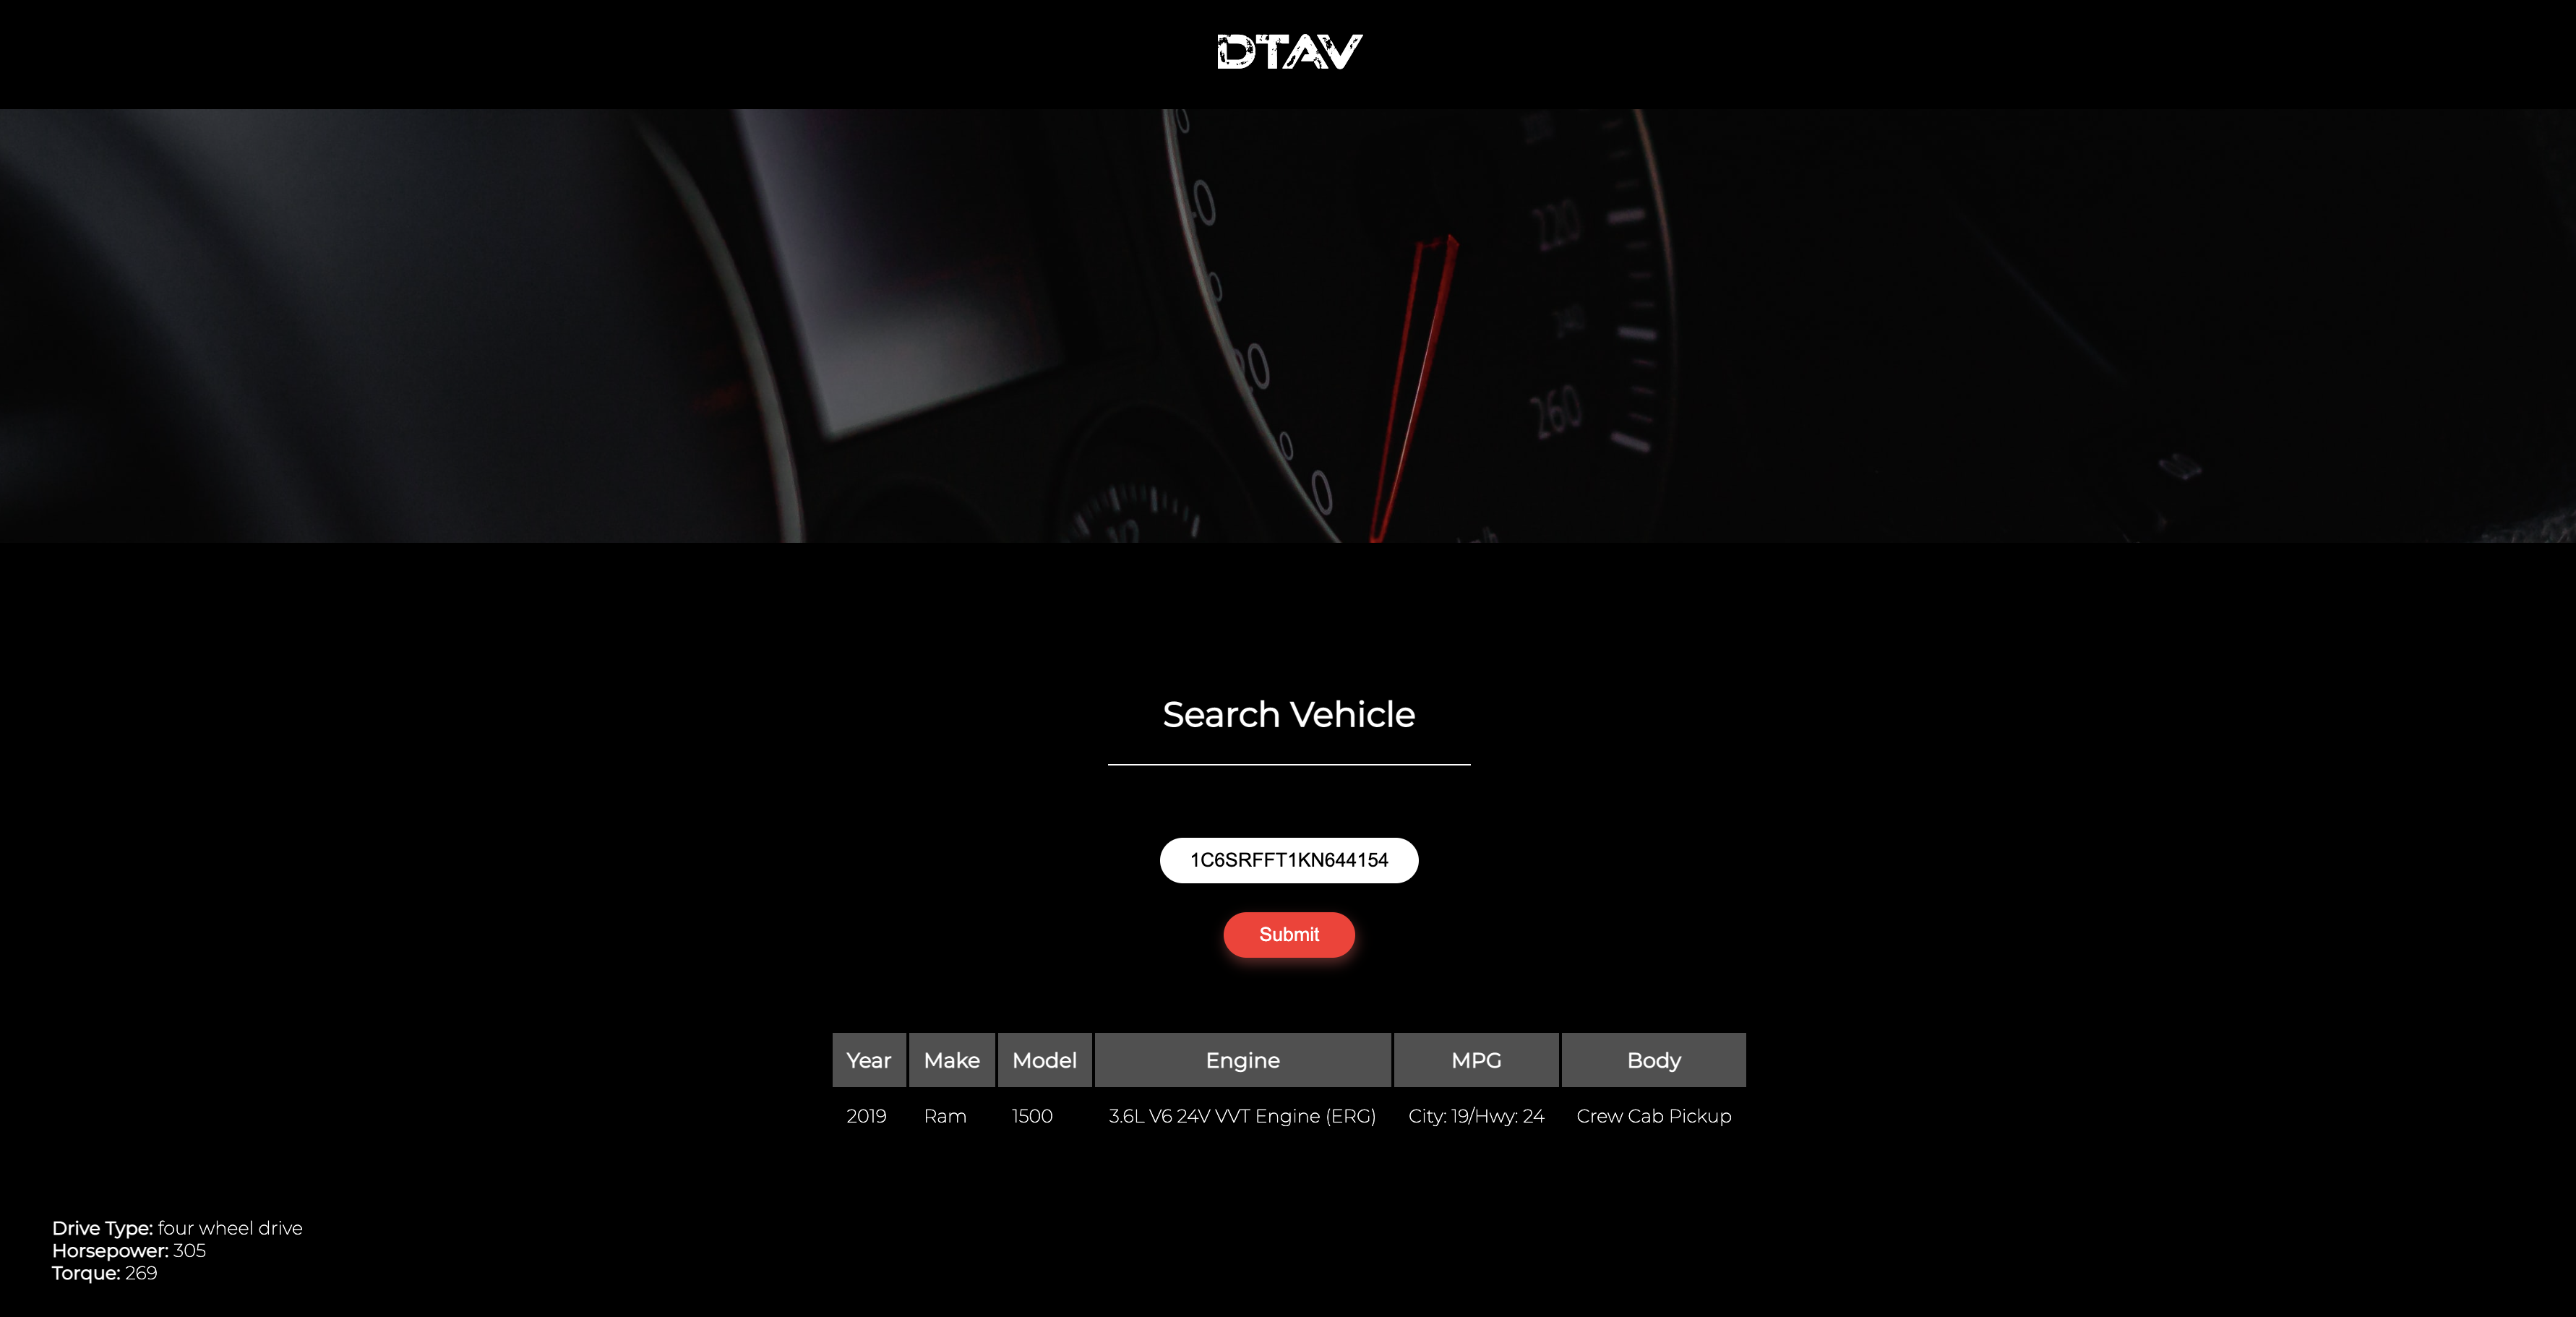 DTAV
220
240
260
Search Vehicle
1C6SRFFT1KN644154
Submit
Year Make Model Engine MPG Body
2019 Ram 1500 3.6L V6 24V VVT Engine (ERG) City: 19/Hwy: 24 Crew Cab Pickup
Drive Type: four wheel drive
Horsepower: 305
Torque: 269